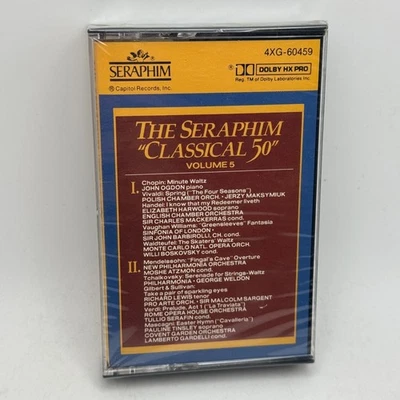 SERAPHIM
® Capitol Records, Inc.
4XG-60459
DOLBY HX PRO
Reg. TM of Dolby Laboratories Inc.
THE SERAPHIM
"CLASSICAL 50"
VOLUME 5
I.
Chopin: Minute Waltz
JOHN OGDON piano
Vivaldi: Spring ("The Four Seasons")
POLISH CHAMBER ORCH. • JERZY MAKSYMIUK
Handel: I know that my Redeemer liveth
ELIZABETH HARWOOD soprano
ENGLISH CHAMBER ORCHESTRA
SIR CHARLES MACKERRAS cond.
Vaughan Williams: "Greensleeves" Fantasia
SINFONIA OF LONDON
SIR JOHN BARBIROLLI, CH. cond.
Waldteufel: The Skaters' Waltz
MONTE CARLO NAT'L. OPERA ORCH.
WILLI BOSKOVSKY cond.
II.
Mendelssohn: "Fingal's Cave" Overture
NEW PHILHARMONIA ORCHESTRA
MOSHE ATZMON cond.
Tchaikovsky: Serenade for Strings-Waltz
PHILHARMONIA • GEORGE WELDON
Gilbert & Sullivan:
Take a pair of sparkling eyes
RICHARD LEWIS tenor
PRO ARTE ORCH. • SIR MALCOLM SARGENT
Verdi: Prelude, Act 1 ("La Traviata")
ROME OPERA HOUSE ORCHESTRA
TULLIO SERAFIN cond.
Mascagni: Easter Hymn ("Cavalleria")
PAULINE TINSLEY soprano
COVENT GARDEN ORCHESTRA
LAMBERTO GARDELLI cond.